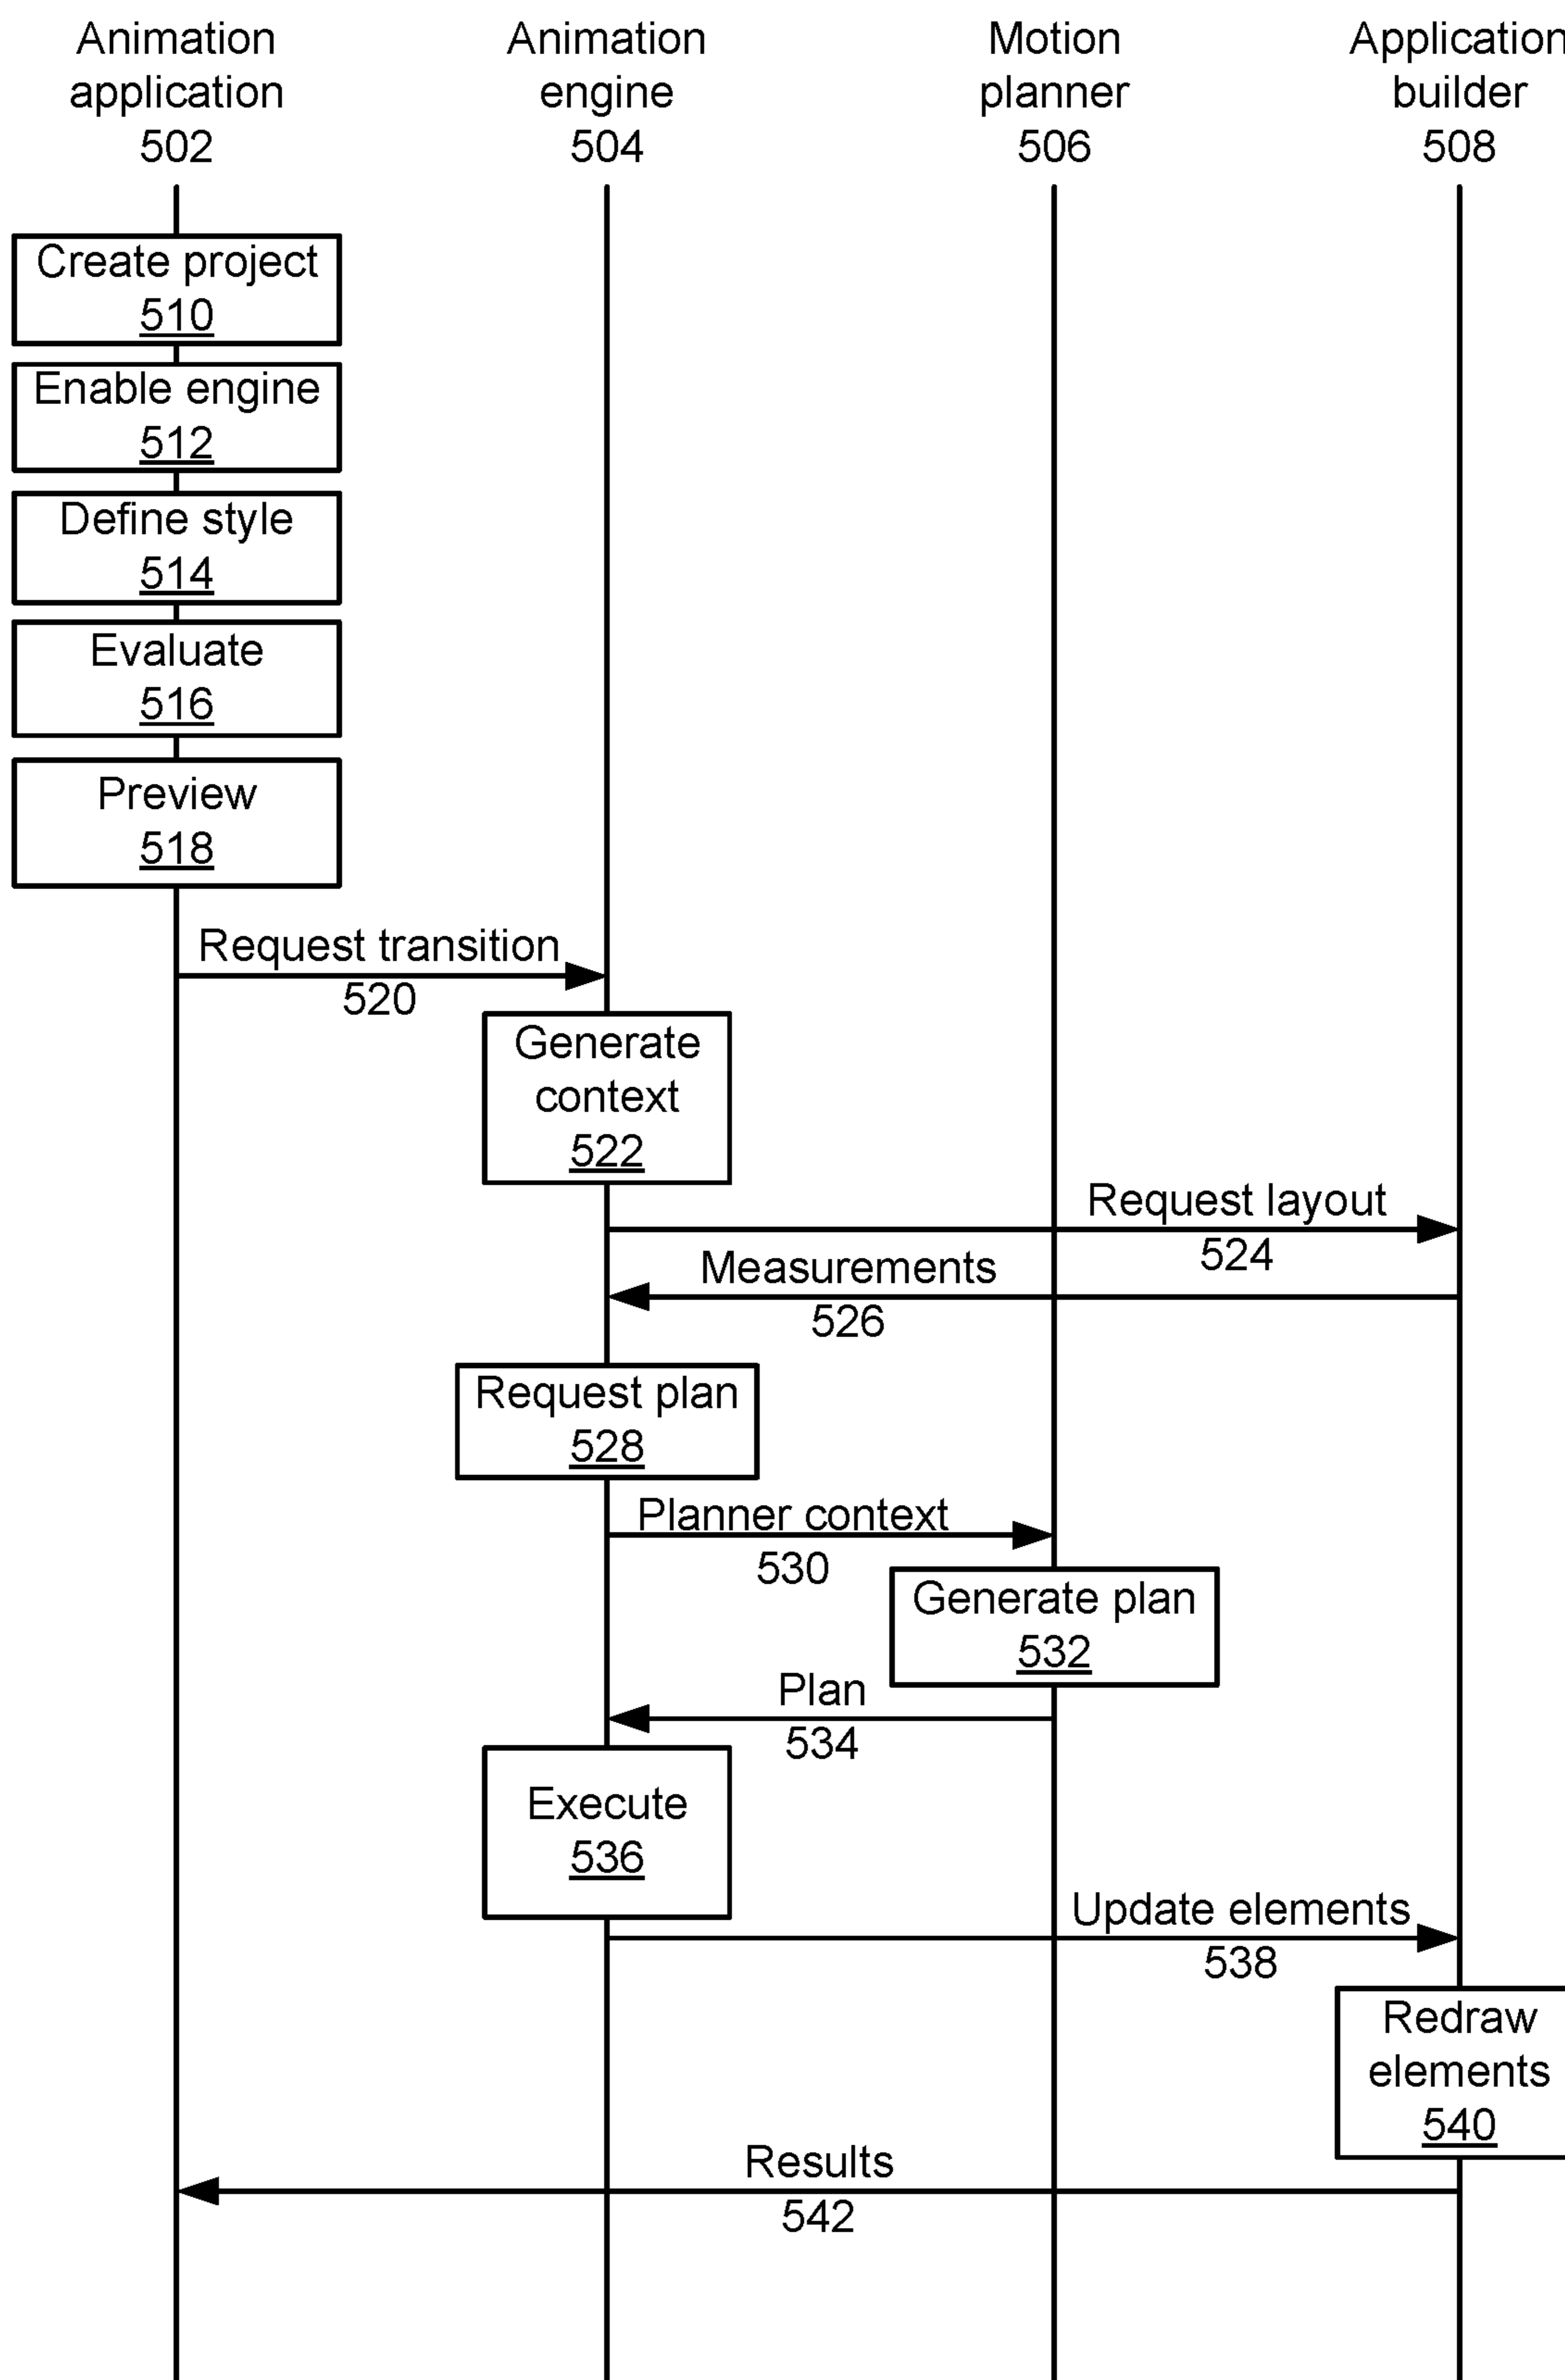 Animation
application
502
Animation
engine
504
Motion
planner
506
Application
builder
508
Create project
510
Enable engine
512
Define style
514
Evaluate
516
Preview
518
Request transition
520
Generate
context
522
Request layout
524
Measurements
526
Request plan
528
Planner context
530
Generate plan
532
Plan
534
Execute
536
Update elements
538
Redraw
elements
540
Results
542